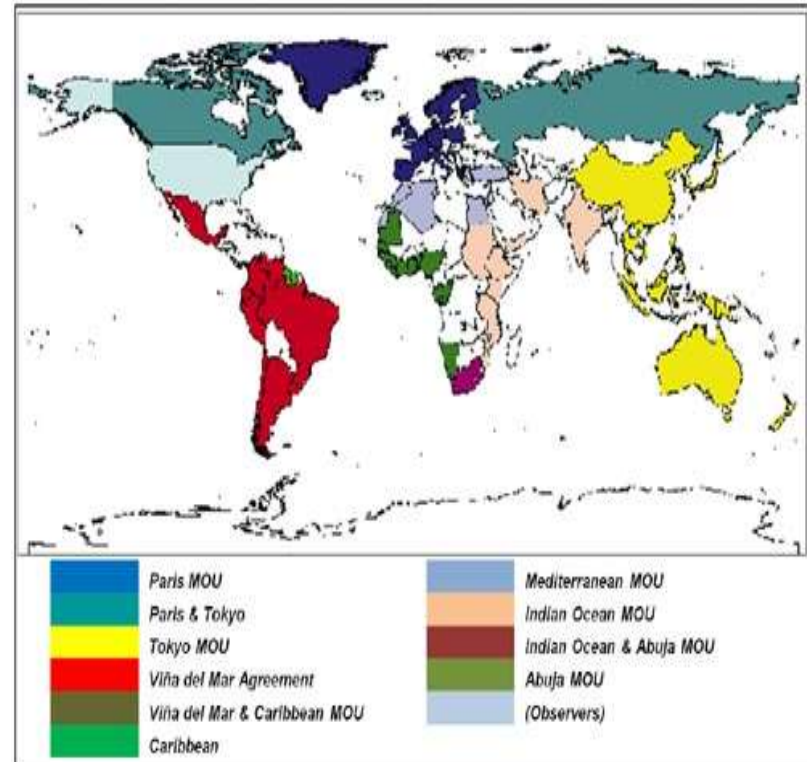 Paris MOU
Paris & Tokyo
Tokyo MOU
Viña del Mar Agreement
Viña del Mar & Caribbean MOU
Caribbean
Mediterranean MOU
Indian Ocean MOU
Indian Ocean & Abuja MOU
Abuja MOU
(Observers)